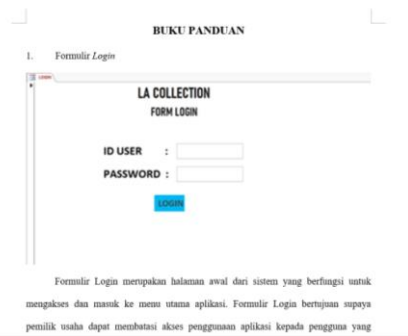 BUKU PANDUAN
1. Formulir Login
LOGIN
LA COLLECTION
FORM LOGIN
ID USER :
PASSWORD :
LOGIN
Formulir Login merupakan halaman awal dari sistem yang berfungsi untuk
mengakses dan masuk ke menu utama aplikasi. Formulir Login bertujuan supaya
pemilik usaha dapat membatasi akses penggunaan aplikasi kepada pengguna yang